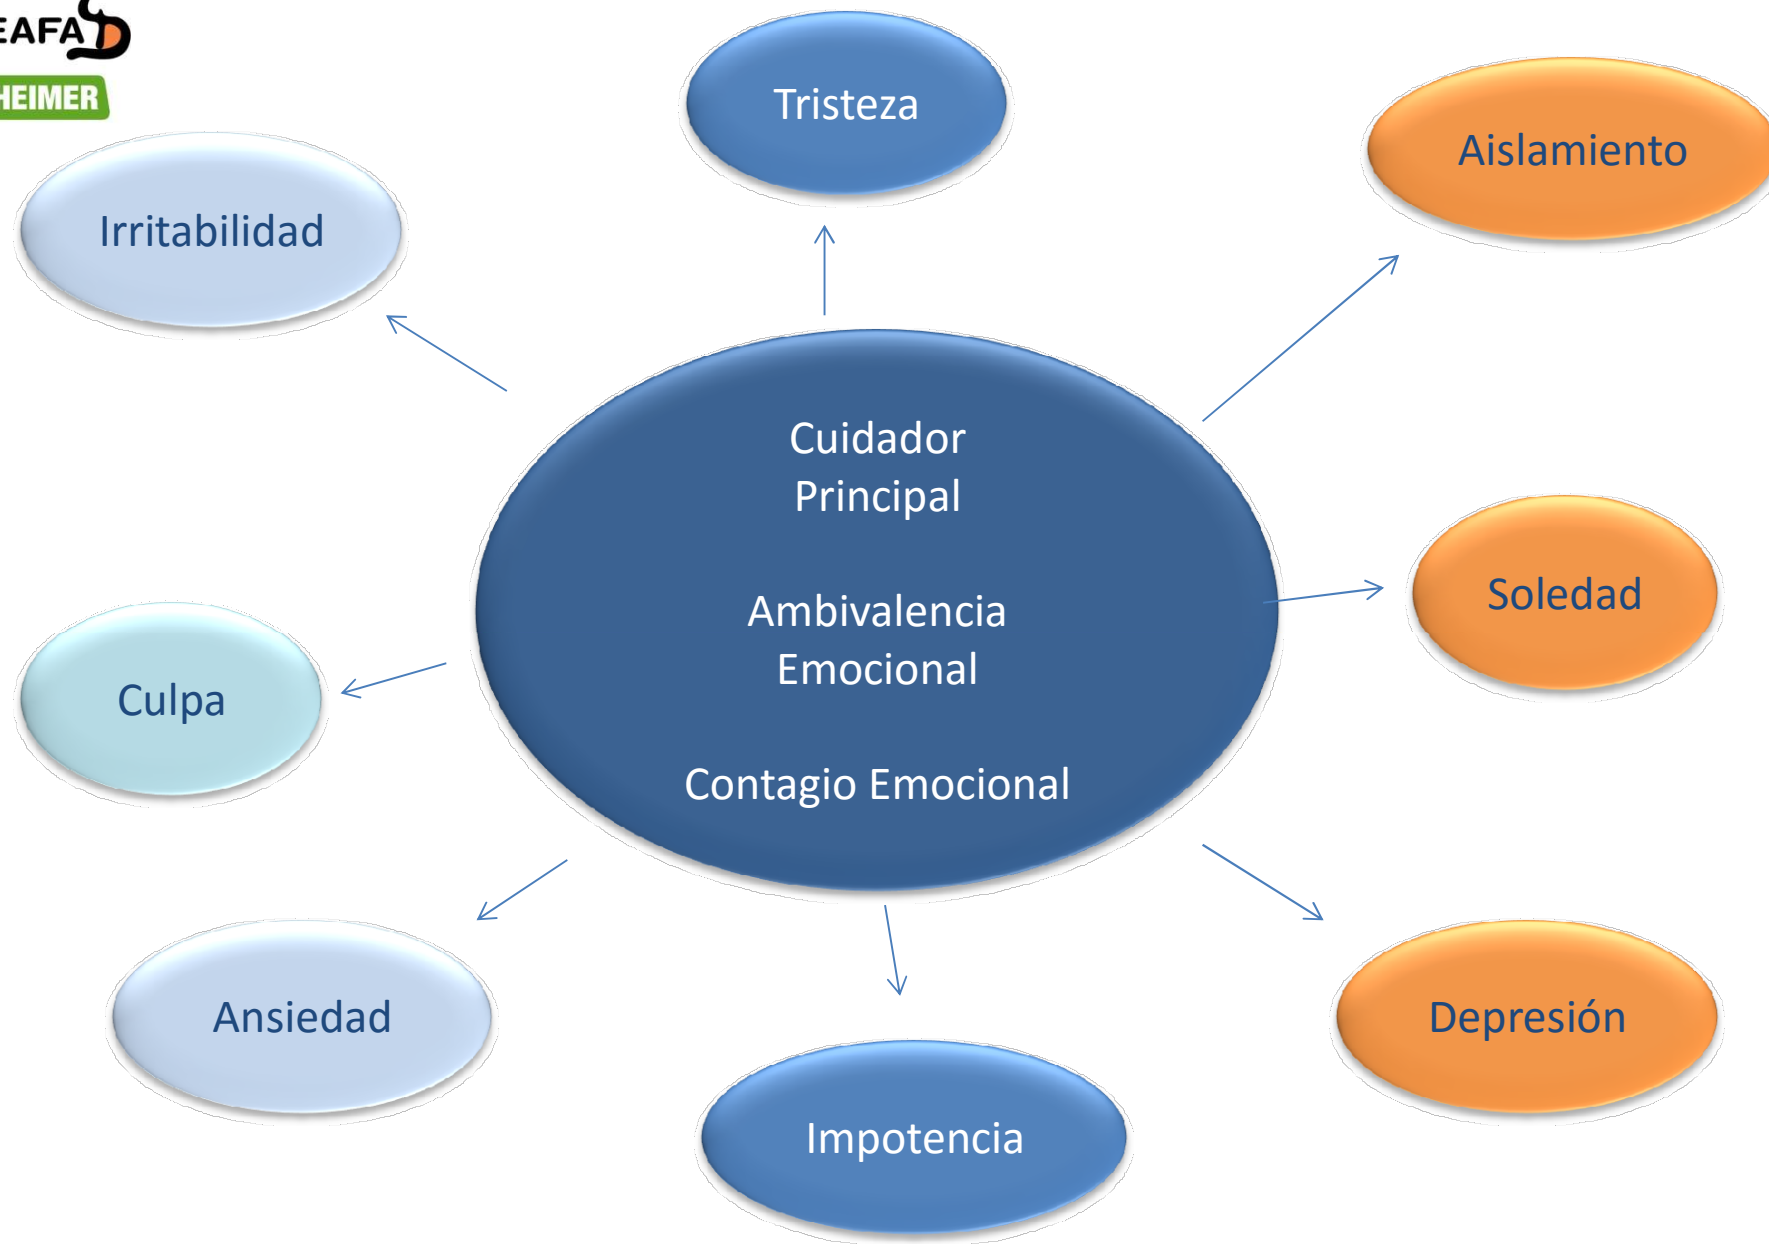 EAFA
HEIMER
Tristeza
Aislamiento
Irritabilidad
Cuidador
Principal
Ambivalencia
Emocional
Contagio Emocional
Soledad
Culpa
Ansiedad
Depresión
Impotencia